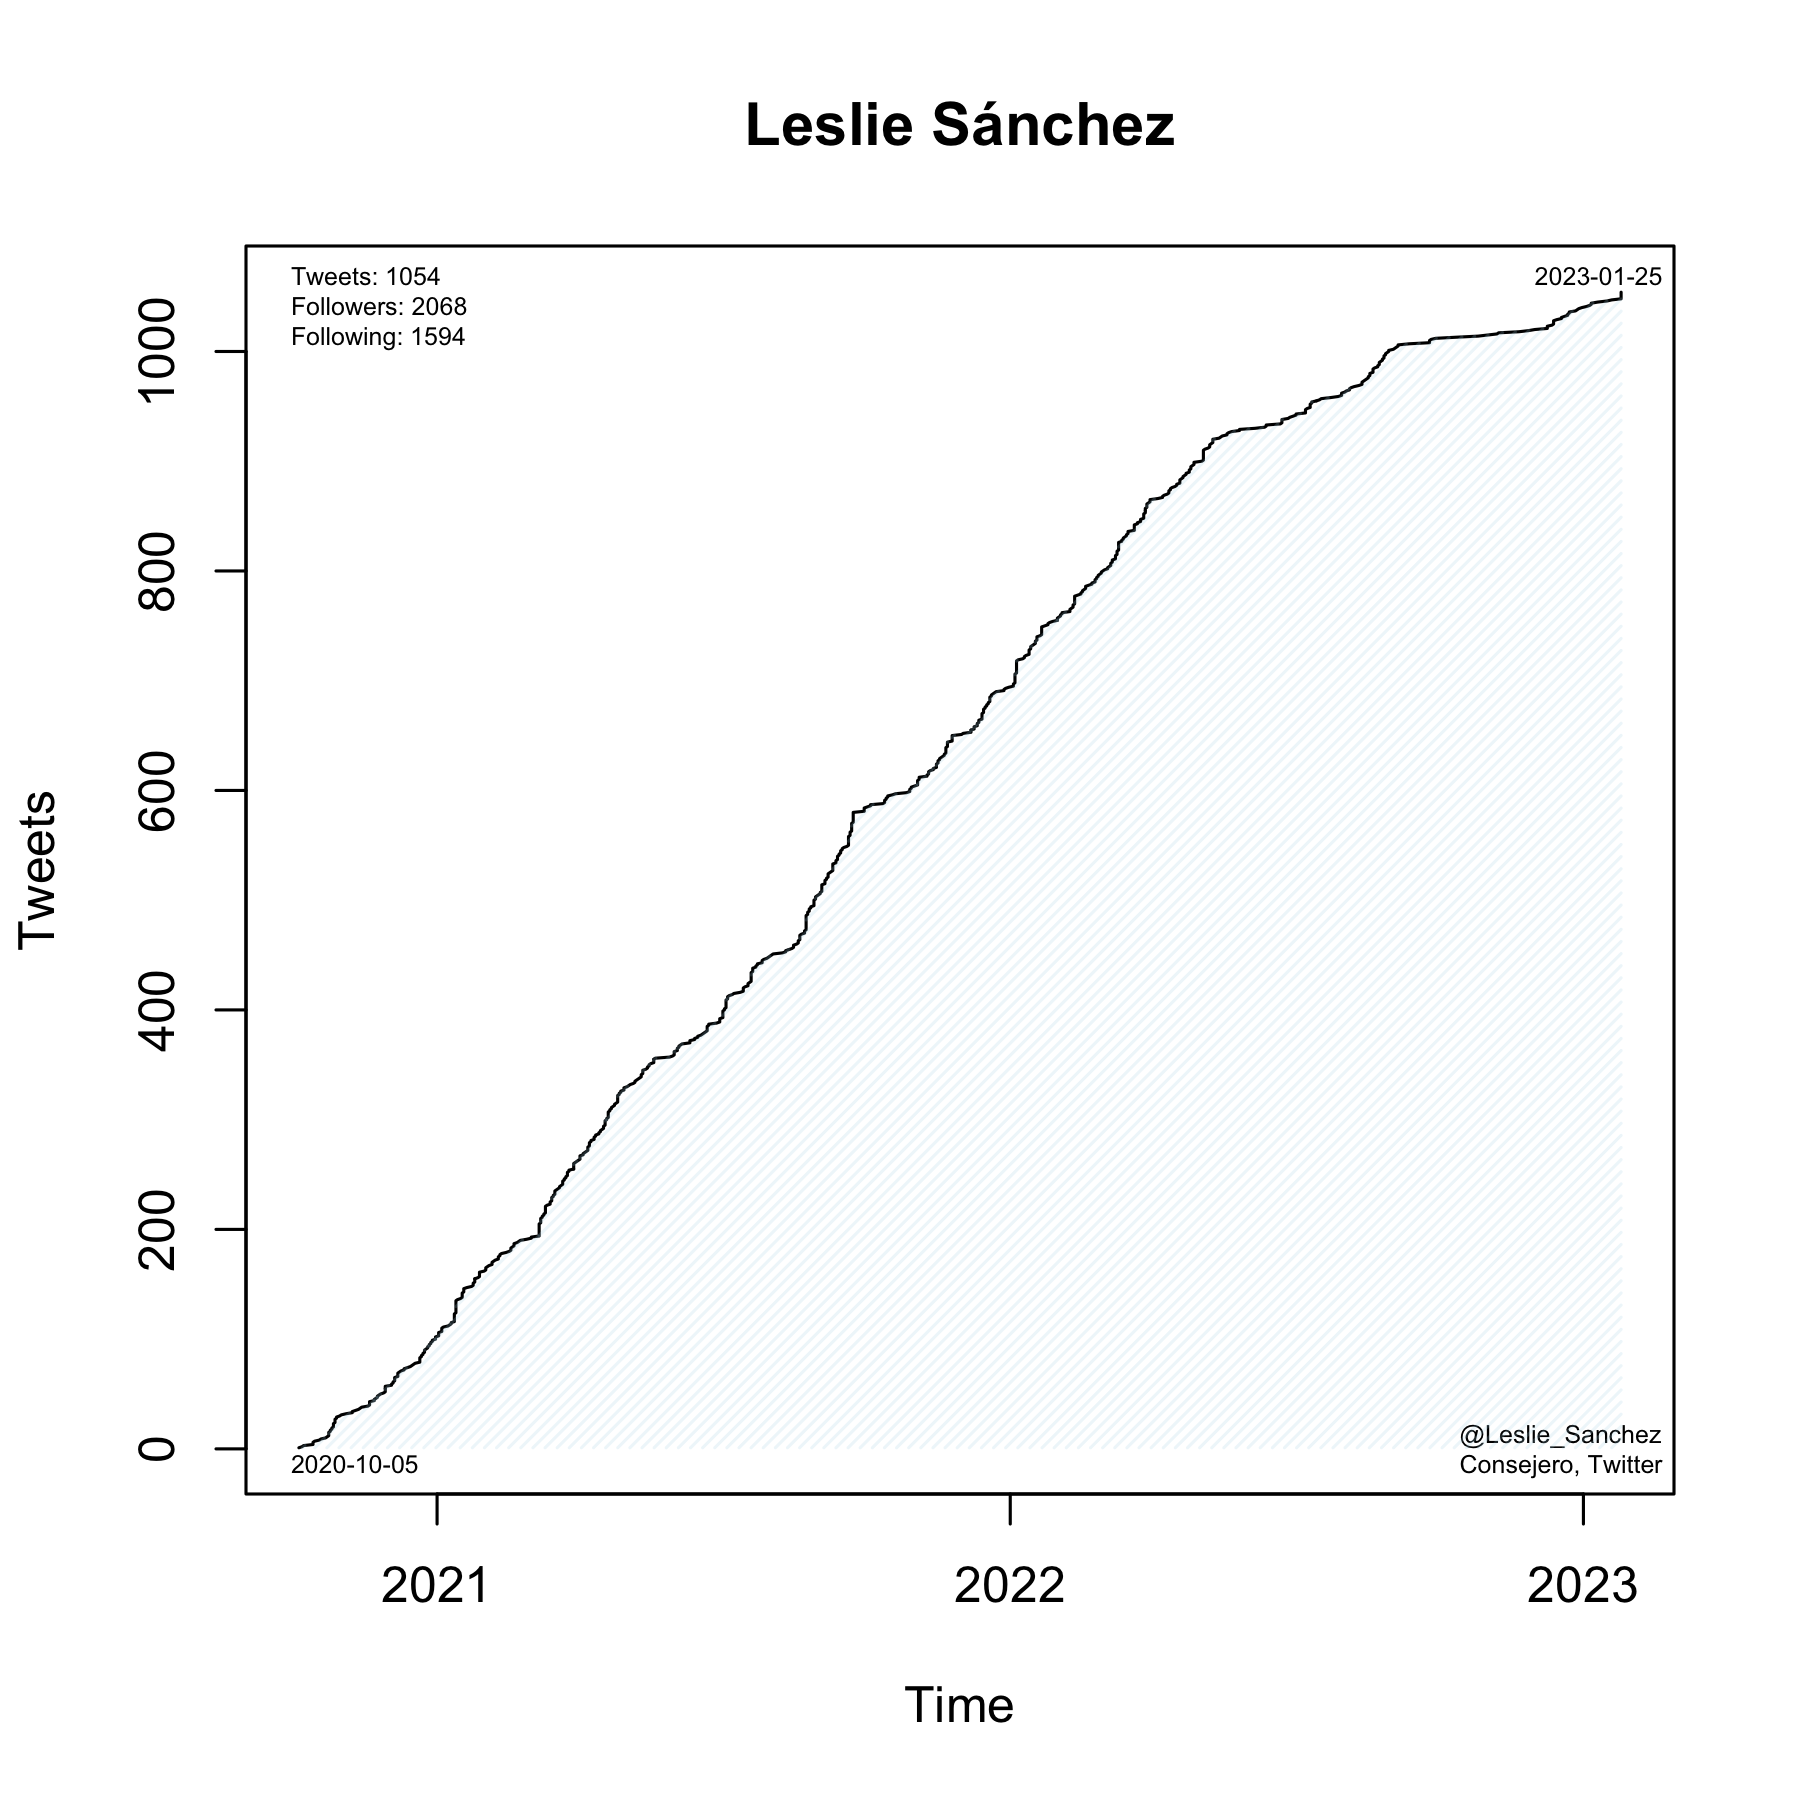 Leslie Sánchez
Tweets: 1054
Followers: 2068
Following: 1594
2023-01-25
1000
800
600
400
200
0
Tweets
2020-10-05
@Leslie_Sanchez
Consejero, Twitter
2021
2022
2023
Time